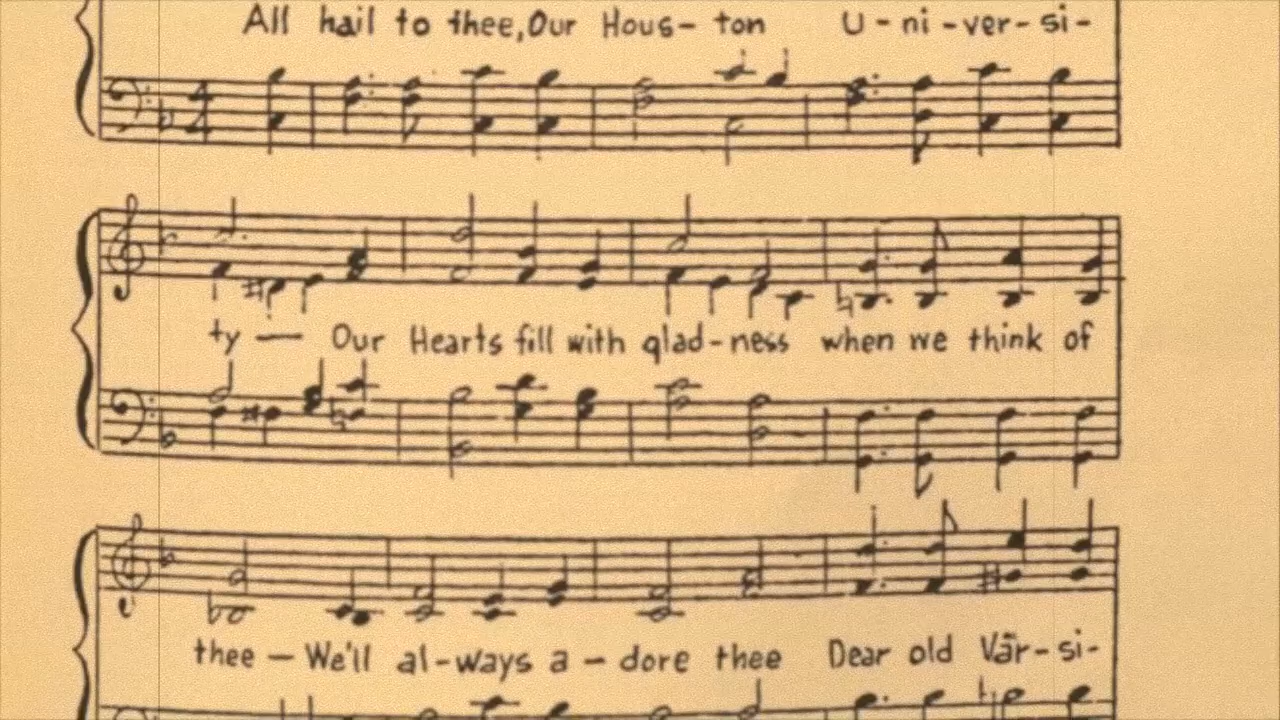 All hail to thee, Our Hous- ton U - ni - ver - si -
ty — Our Hearts fill with glad - ness when we think of
thee — We'll al - ways a - dore thee Dear old Vār - si -